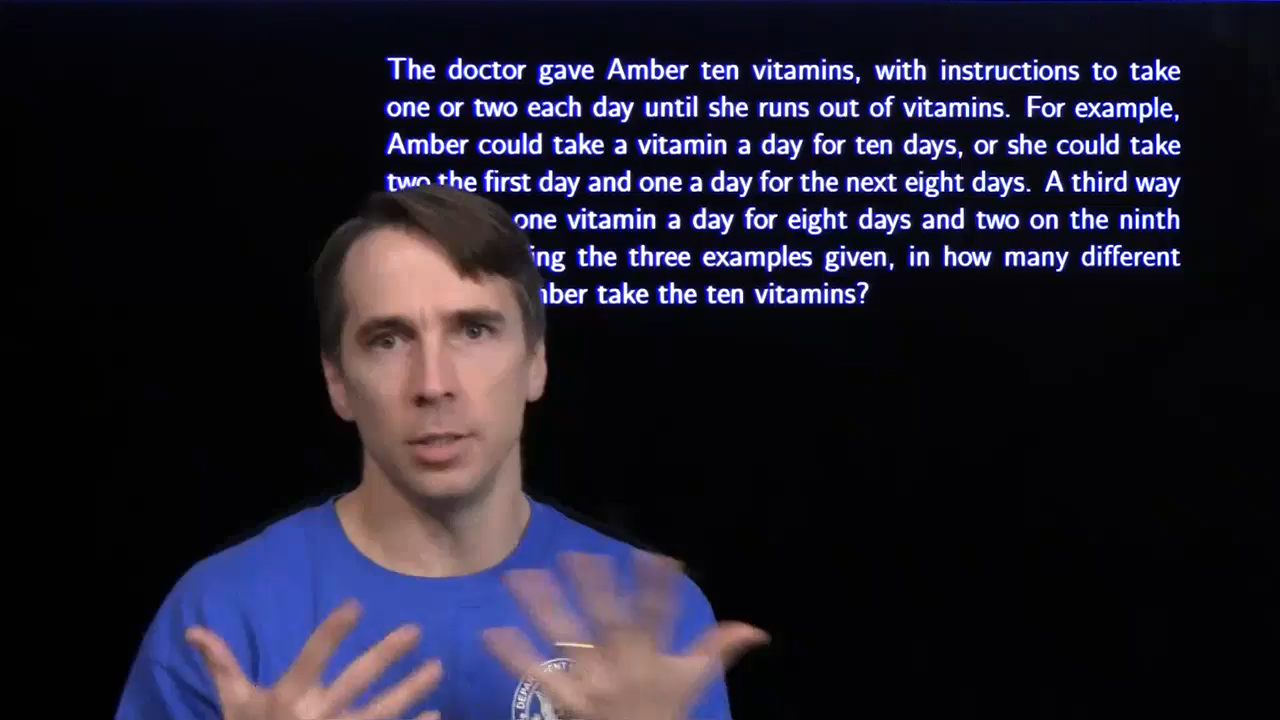 The doctor gave Amber ten vitamins, with instructions to take
one or two each day until she runs out of vitamins. For example,
Amber could take a vitamin a day for ten days, or she could take
two the first day and one a day for the next eight days. A third way
one vitamin a day for eight days and two on the ninth
the three examples given, in how many different
take the ten vitamins?